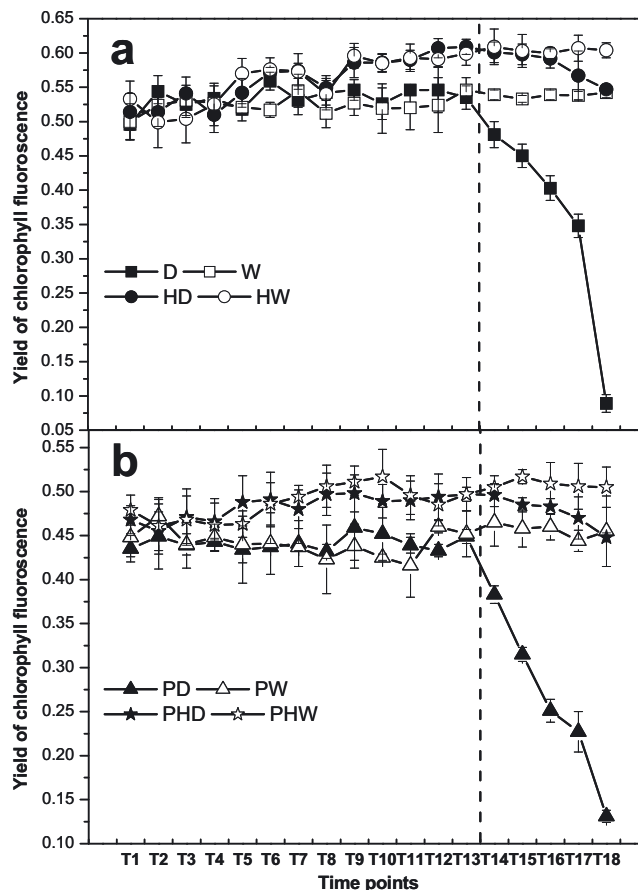 a
0.65
0.60
0.55
0.50
0.45
0.40
0.35
0.30
0.25
0.20
0.15
0.10
0.05
Yield of chlorophyll fluoroscence
D W
HD HW
b
0.55
0.50
0.45
0.40
0.35
0.30
0.25
0.20
0.15
0.10
Yield of chlorophyll fluoroscence
PD PW
PHD PHW
T1 T2 T3 T4 T5 T6 T7 T8 T9 T10 T11 T12 T13 T14 T15 T16 T17 T18
Time points